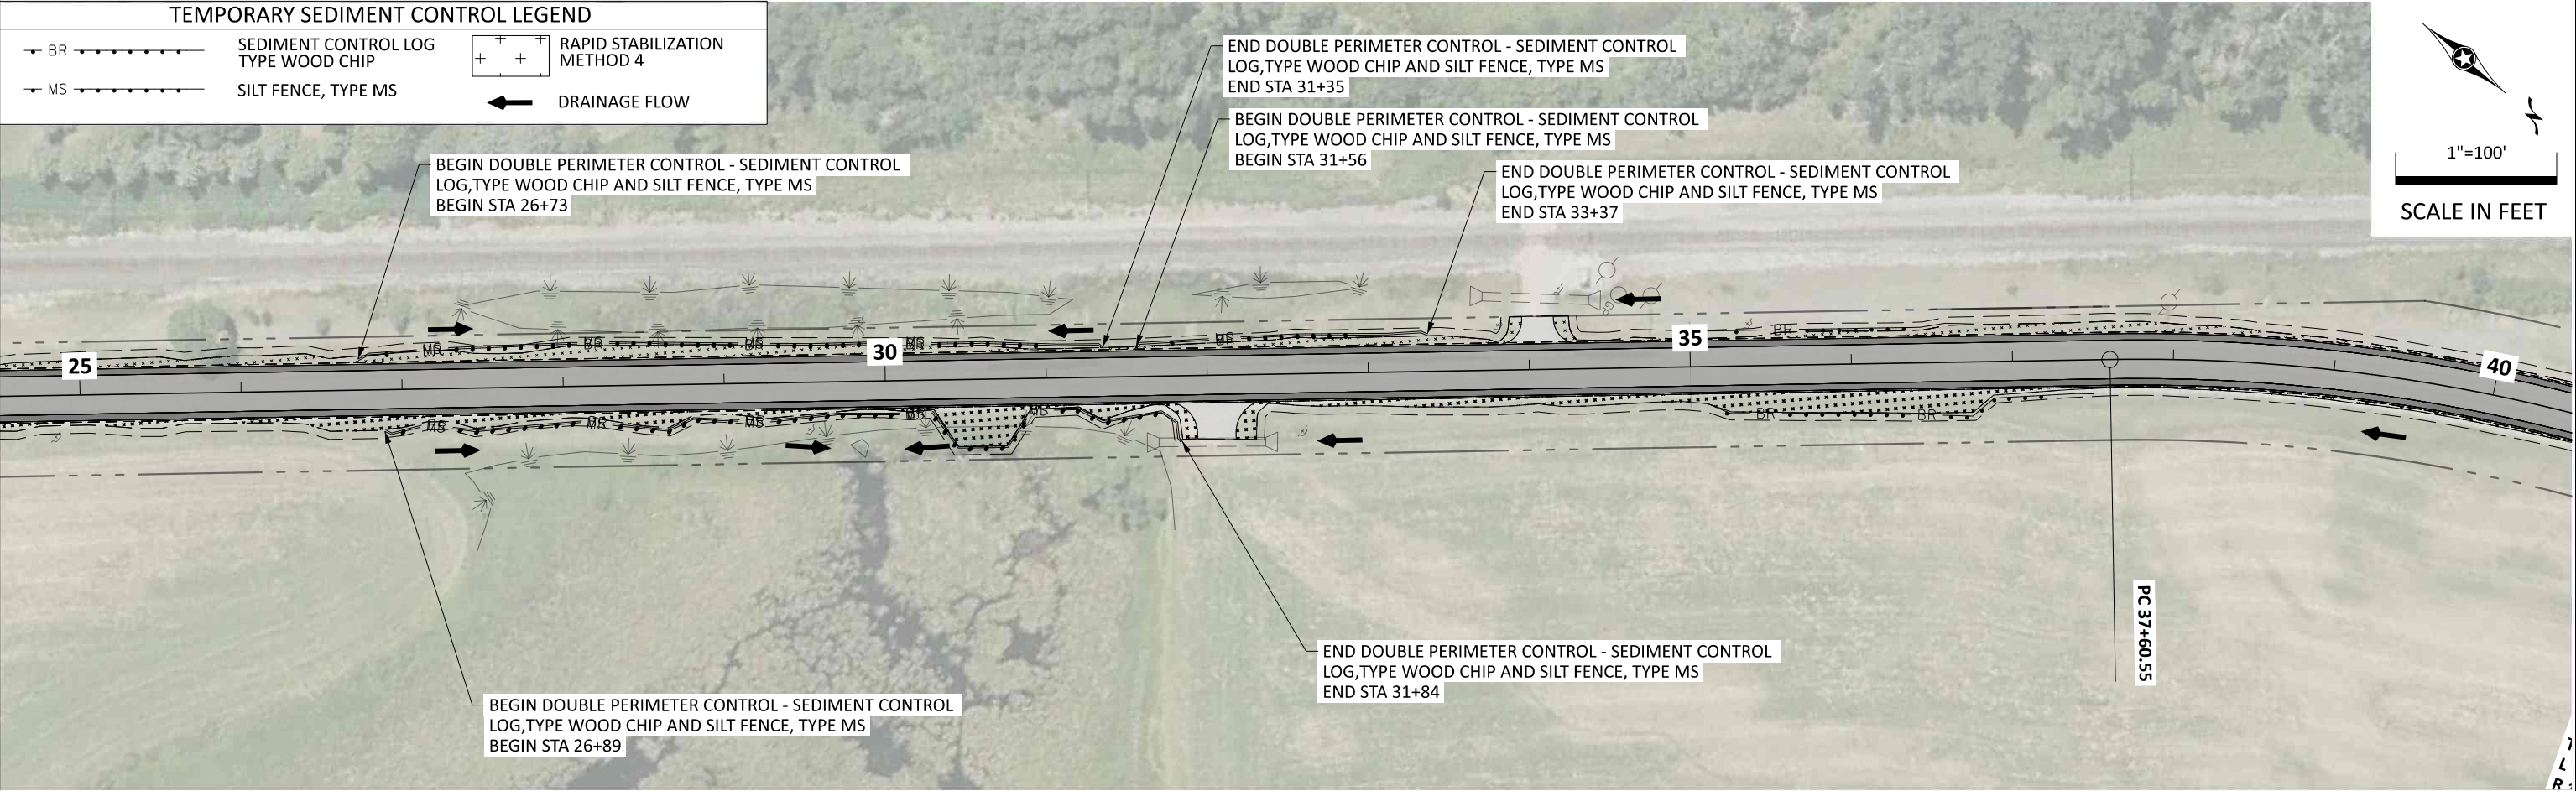 TEMPORARY SEDIMENT CONTROL LEGEND
BR
SEDIMENT CONTROL LOG
TYPE WOOD CHIP
RAPID STABILIZATION
METHOD 4
MS
SILT FENCE, TYPE MS
DRAINAGE FLOW
END DOUBLE PERIMETER CONTROL - SEDIMENT CONTROL
LOG,TYPE WOOD CHIP AND SILT FENCE, TYPE MS
END STA 31+35
BEGIN DOUBLE PERIMETER CONTROL - SEDIMENT CONTROL
LOG,TYPE WOOD CHIP AND SILT FENCE, TYPE MS
BEGIN STA 31+56
1"=100'
SCALE IN FEET
BEGIN DOUBLE PERIMETER CONTROL - SEDIMENT CONTROL
LOG,TYPE WOOD CHIP AND SILT FENCE, TYPE MS
BEGIN STA 26+73
END DOUBLE PERIMETER CONTROL - SEDIMENT CONTROL
LOG,TYPE WOOD CHIP AND SILT FENCE, TYPE MS
END STA 33+37
MS
BR
25
30
35
40
MS
MS
MS
BR
BR
PC 37+60.55
END DOUBLE PERIMETER CONTROL - SEDIMENT CONTROL
LOG,TYPE WOOD CHIP AND SILT FENCE, TYPE MS
END STA 31+84
BEGIN DOUBLE PERIMETER CONTROL - SEDIMENT CONTROL
LOG,TYPE WOOD CHIP AND SILT FENCE, TYPE MS
BEGIN STA 26+89